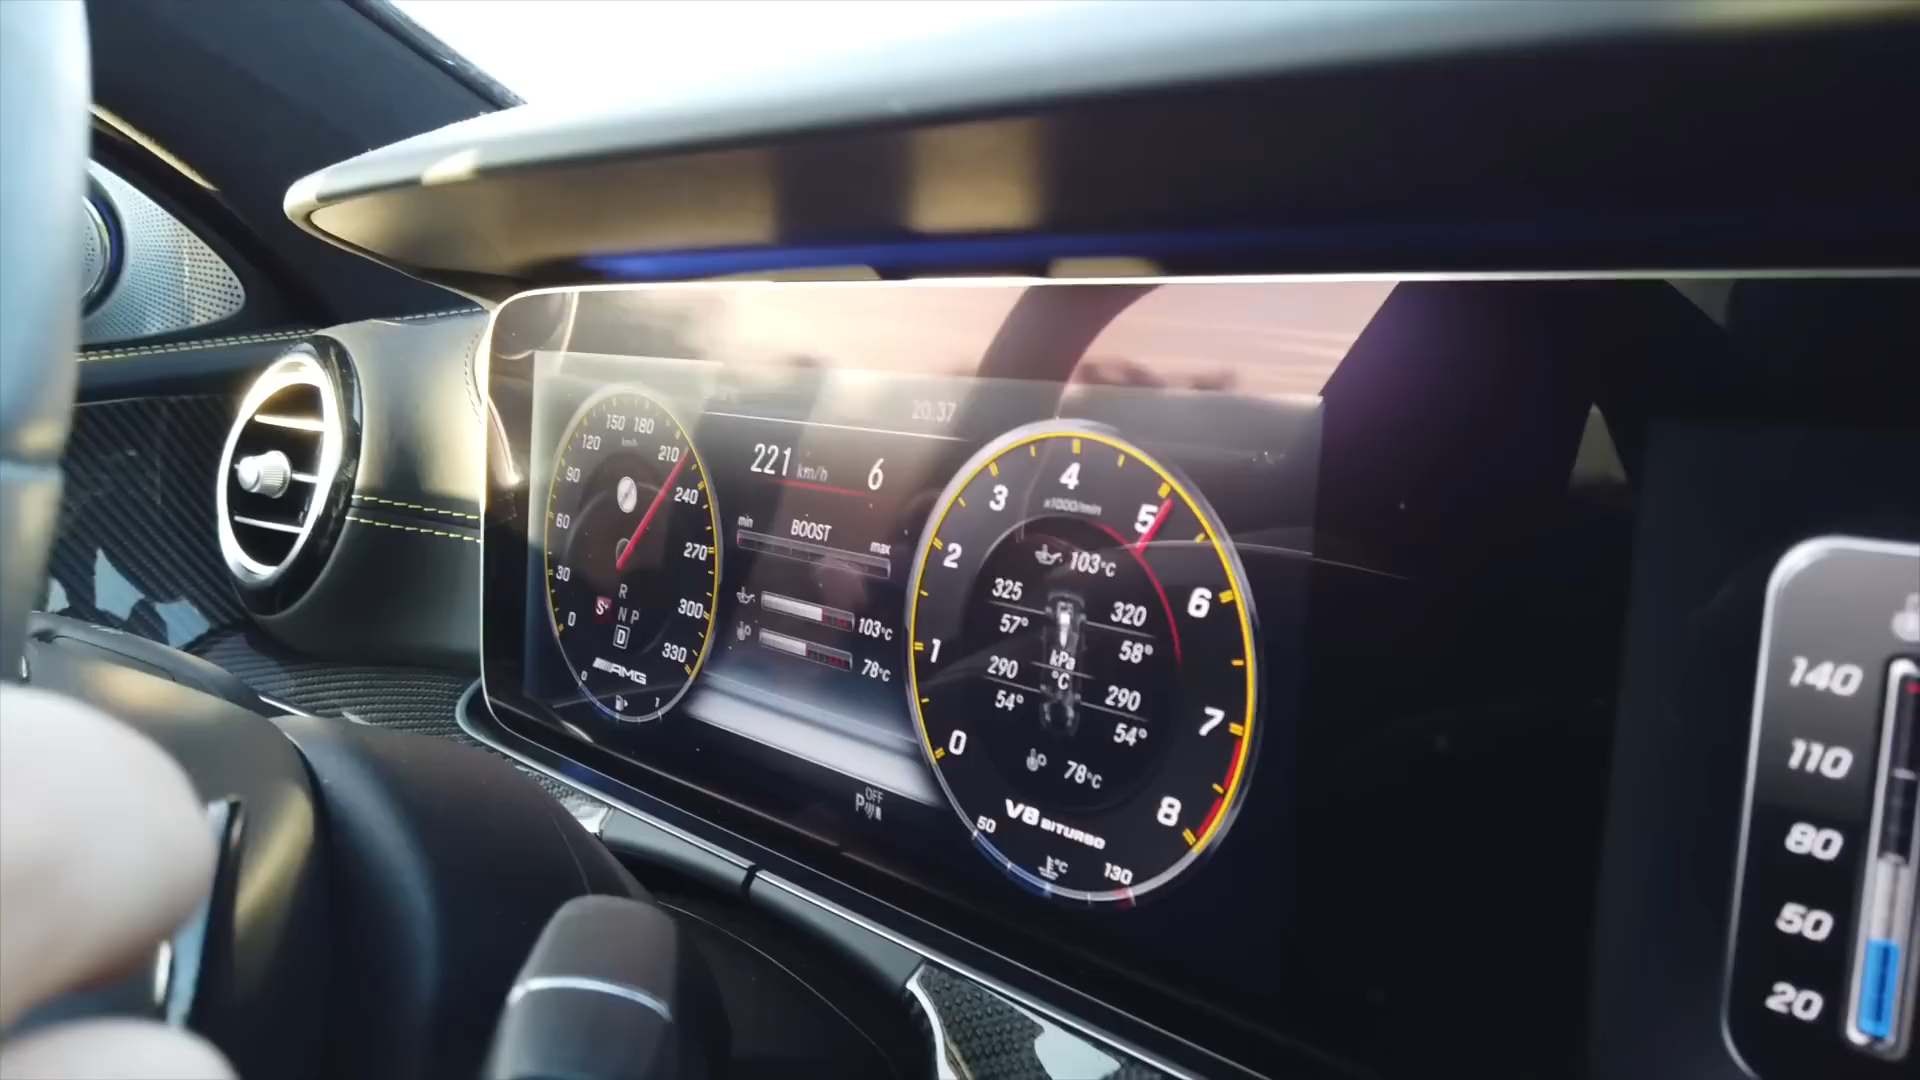 20:37
150 180
120
km/h
210
90
240
60
270
30
R
S+
N P
300
0
D
330
AMG
0
1
221 km/h 6
min
BOOST
max
103°C
78°C
4
3
x1000/min
5
2
103°C
325
320
6
57°
58°
1
kPa
°C
290
290
54°
54°
7
0
78°C
8
V8 BITURBO
50
°C
130
OFF
P
140
110
80
50
20